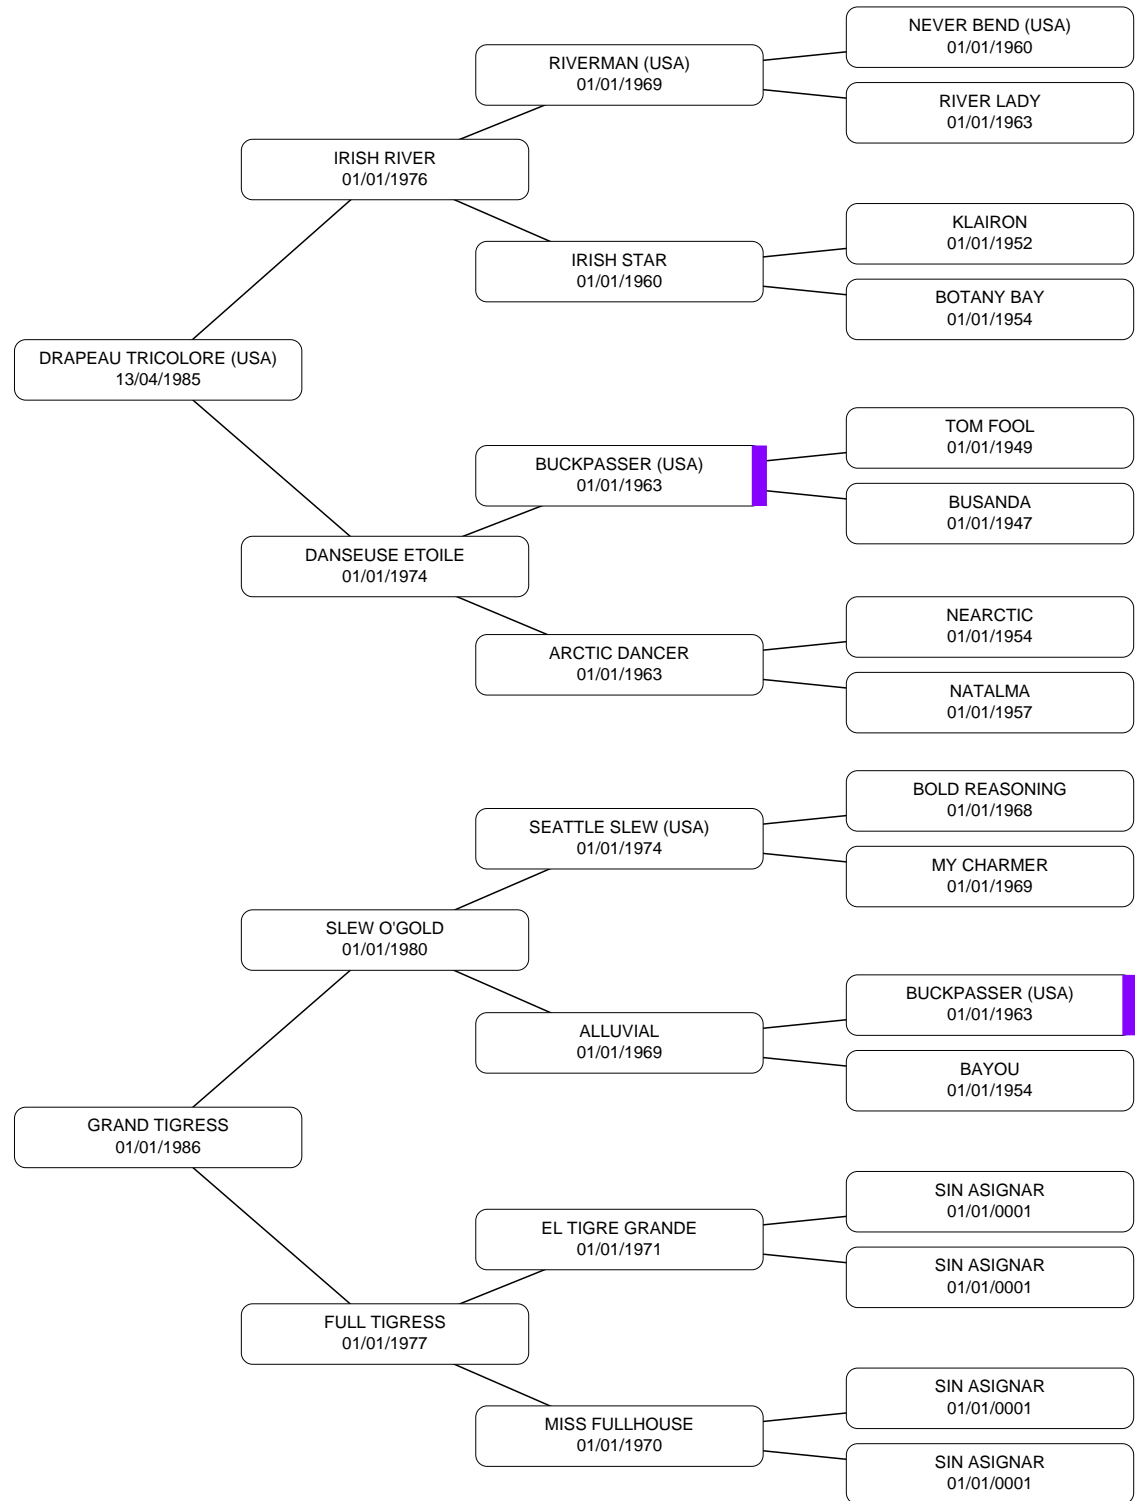 NEVER BEND (USA)
01/01/1960
RIVERMAN (USA)
01/01/1969
RIVER LADY
01/01/1963
IRISH RIVER
01/01/1976
KLAIRON
01/01/1952
IRISH STAR
01/01/1960
BOTANY BAY
01/01/1954
DRAPEAU TRICOLORE (USA)
13/04/1985
TOM FOOL
01/01/1949
BUCKPASSER (USA)
01/01/1963
BUSANDA
01/01/1947
DANSEUSE ETOILE
01/01/1974
NEARCTIC
01/01/1954
ARCTIC DANCER
01/01/1963
NATALMA
01/01/1957
BOLD REASONING
01/01/1968
SEATTLE SLEW (USA)
01/01/1974
MY CHARMER
01/01/1969
SLEW O'GOLD
01/01/1980
BUCKPASSER (USA)
01/01/1963
ALLUVIAL
01/01/1969
BAYOU
01/01/1954
GRAND TIGRESS
01/01/1986
SIN ASIGNAR
01/01/0001
EL TIGRE GRANDE
01/01/1971
SIN ASIGNAR
01/01/0001
FULL TIGRESS
01/01/1977
SIN ASIGNAR
01/01/0001
MISS FULLHOUSE
01/01/1970
SIN ASIGNAR
01/01/0001